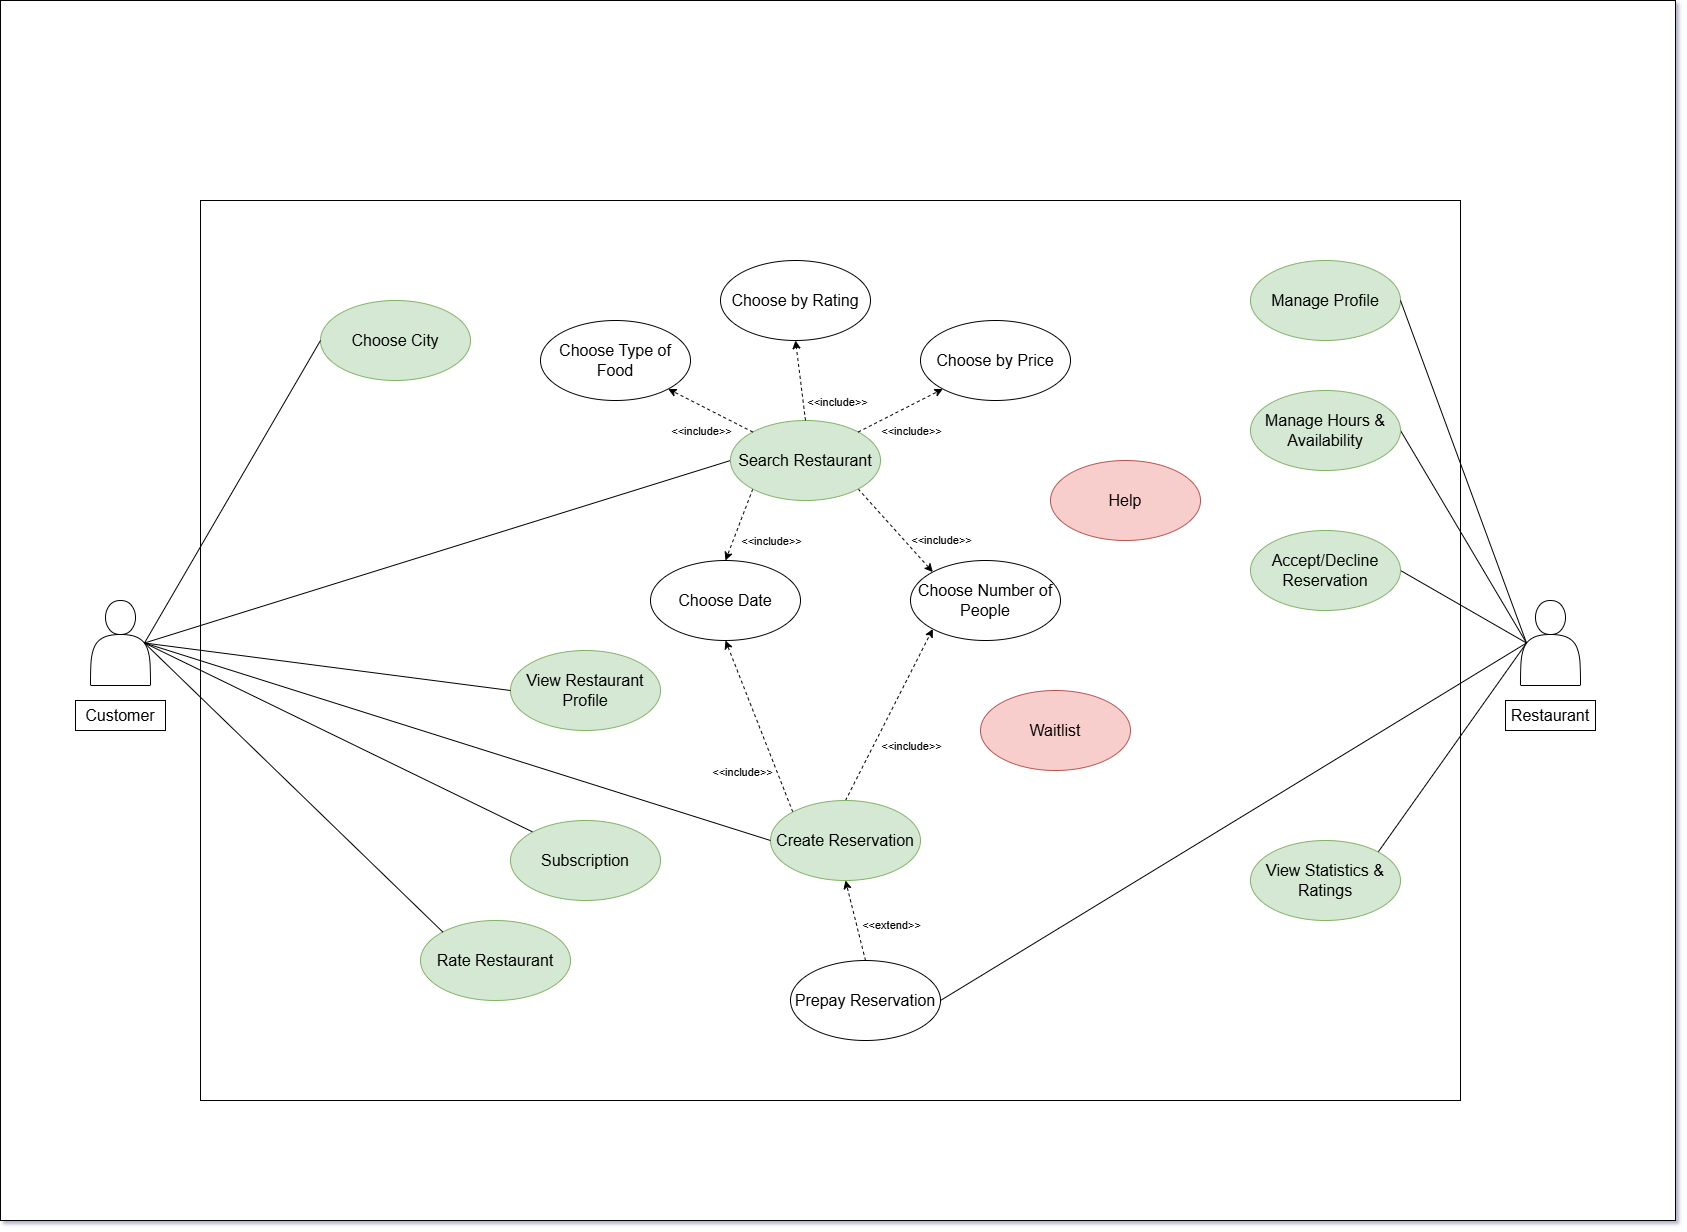 Choose by Rating
Manage Profile
Choose City
Choose Type of
Food
Choose by Price
<<include>>
<<include>>
<<include>>
Manage Hours &
Availability
Search Restaurant
Help
<<include>>
<<include>>
Accept/Decline
Reservation
Choose Date
Choose Number of
People
View Restaurant
Profile
Customer
Restaurant
Waitlist
<<include>>
<<include>>
Create Reservation
Subscription
View Statistics &
Ratings
<<extend>>
Rate Restaurant
Prepay Reservation